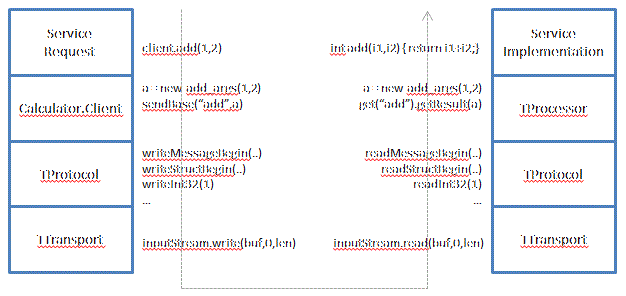 Service
Request
client.add(1,2)
int add(i1,i2){return i1+i2;}
Service
Implementation
Calculator.Client
a = new add_args(1,2)
sendBase("add",a)
a = new add_args(1,2)
get("add").getResult(a)
TProcessor
TProtocol
writeMessageBegin(..)
writeStructBegin(..)
writeInt32(1)
...
readMessageBegin(..)
readStructBegin(..)
readInt32(1)
...
TProtocol
TTransport
inputStream.write(buf,0,len)
inputStream.read(buf,0,len)
TTransport